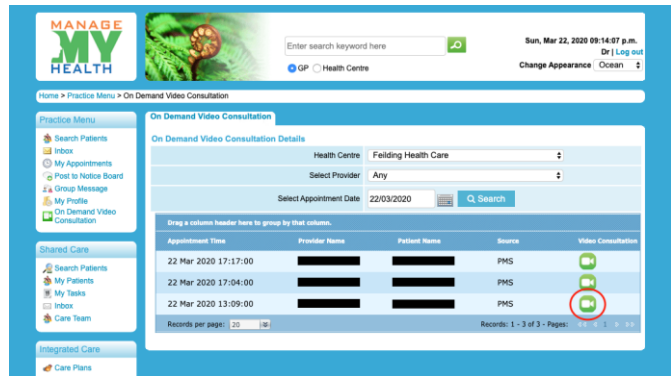 MANAGE
MY
HEALTH
Enter search keyword here
GP Health Centre
Sun, Mar 22, 2020 09:14:07 p.m.
Dr | Log out
Change Appearance Ocean
Home > Practice Menu > On Demand Video Consultation
Practice Menu
Search Patients
Inbox
My Appointments
Post to Notice Board
Group Message
My Profile
On Demand Video
Consultation
Shared Care
Search Patients
My Patients
My Tasks
Inbox
Care Team
Integrated Care
Care Plans
On Demand Video Consultation
On Demand Video Consultation Details
Health Centre Feilding Health Care
Select Provider Any
Select Appointment Date 22/03/2020 Search
Drag a column header here to group by that column.
Appointment Time Provider Name Patient Name Source Video Consultation
22 Mar 2020 17:17:00 PMS
22 Mar 2020 17:04:00 PMS
22 Mar 2020 13:09:00 PMS
Records per page: 20 Records: 1 - 3 of 3 - Pages: << < 1 > >>